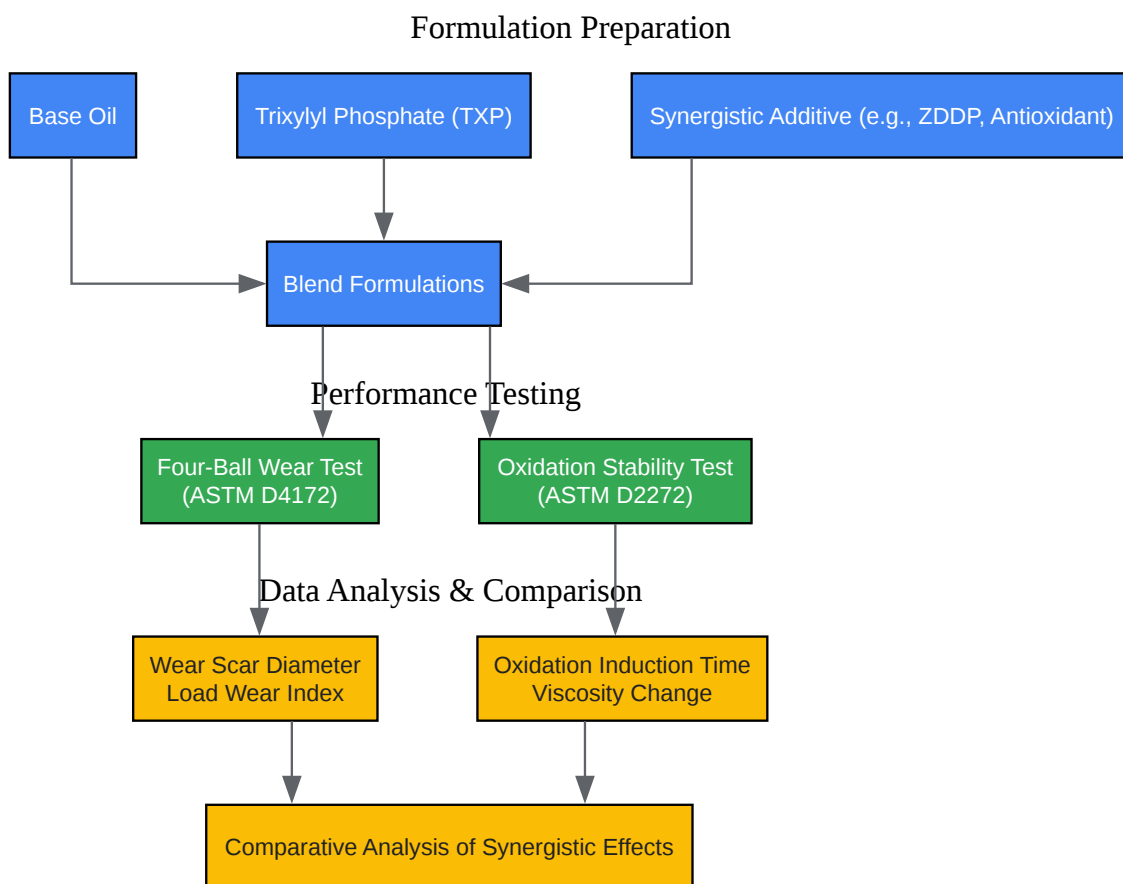 Formulation Preparation
Base Oil
Trixylyl Phosphate (TXP)
Synergistic Additive (e.g., ZDDP, Antioxidant)
Blend Formulations
Performance Testing
Four-Ball Wear Test
(ASTM D4172)
Oxidation Stability Test
(ASTM D2272)
Data Analysis & Comparison
Wear Scar Diameter
Load Wear Index
Oxidation Induction Time
Viscosity Change
Comparative Analysis of Synergistic Effects